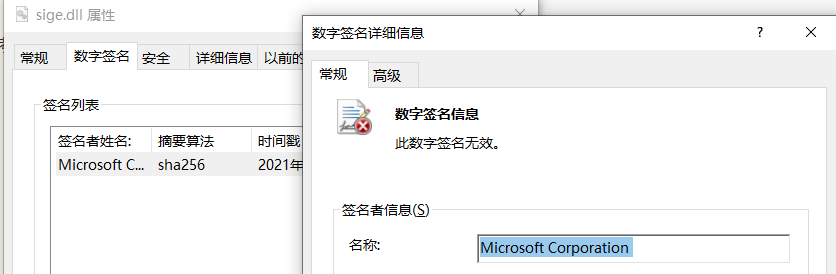 sige.dll 属性
常规 数字签名 安全 详细信息 以前的
签名列表
签名者姓名: 摘要算法 时间戳
Microsoft C... sha256 2021年
数字签名详细信息
常规 高级
数字签名信息
此数字签名无效。
签名者信息(S)
名称: Microsoft Corporation